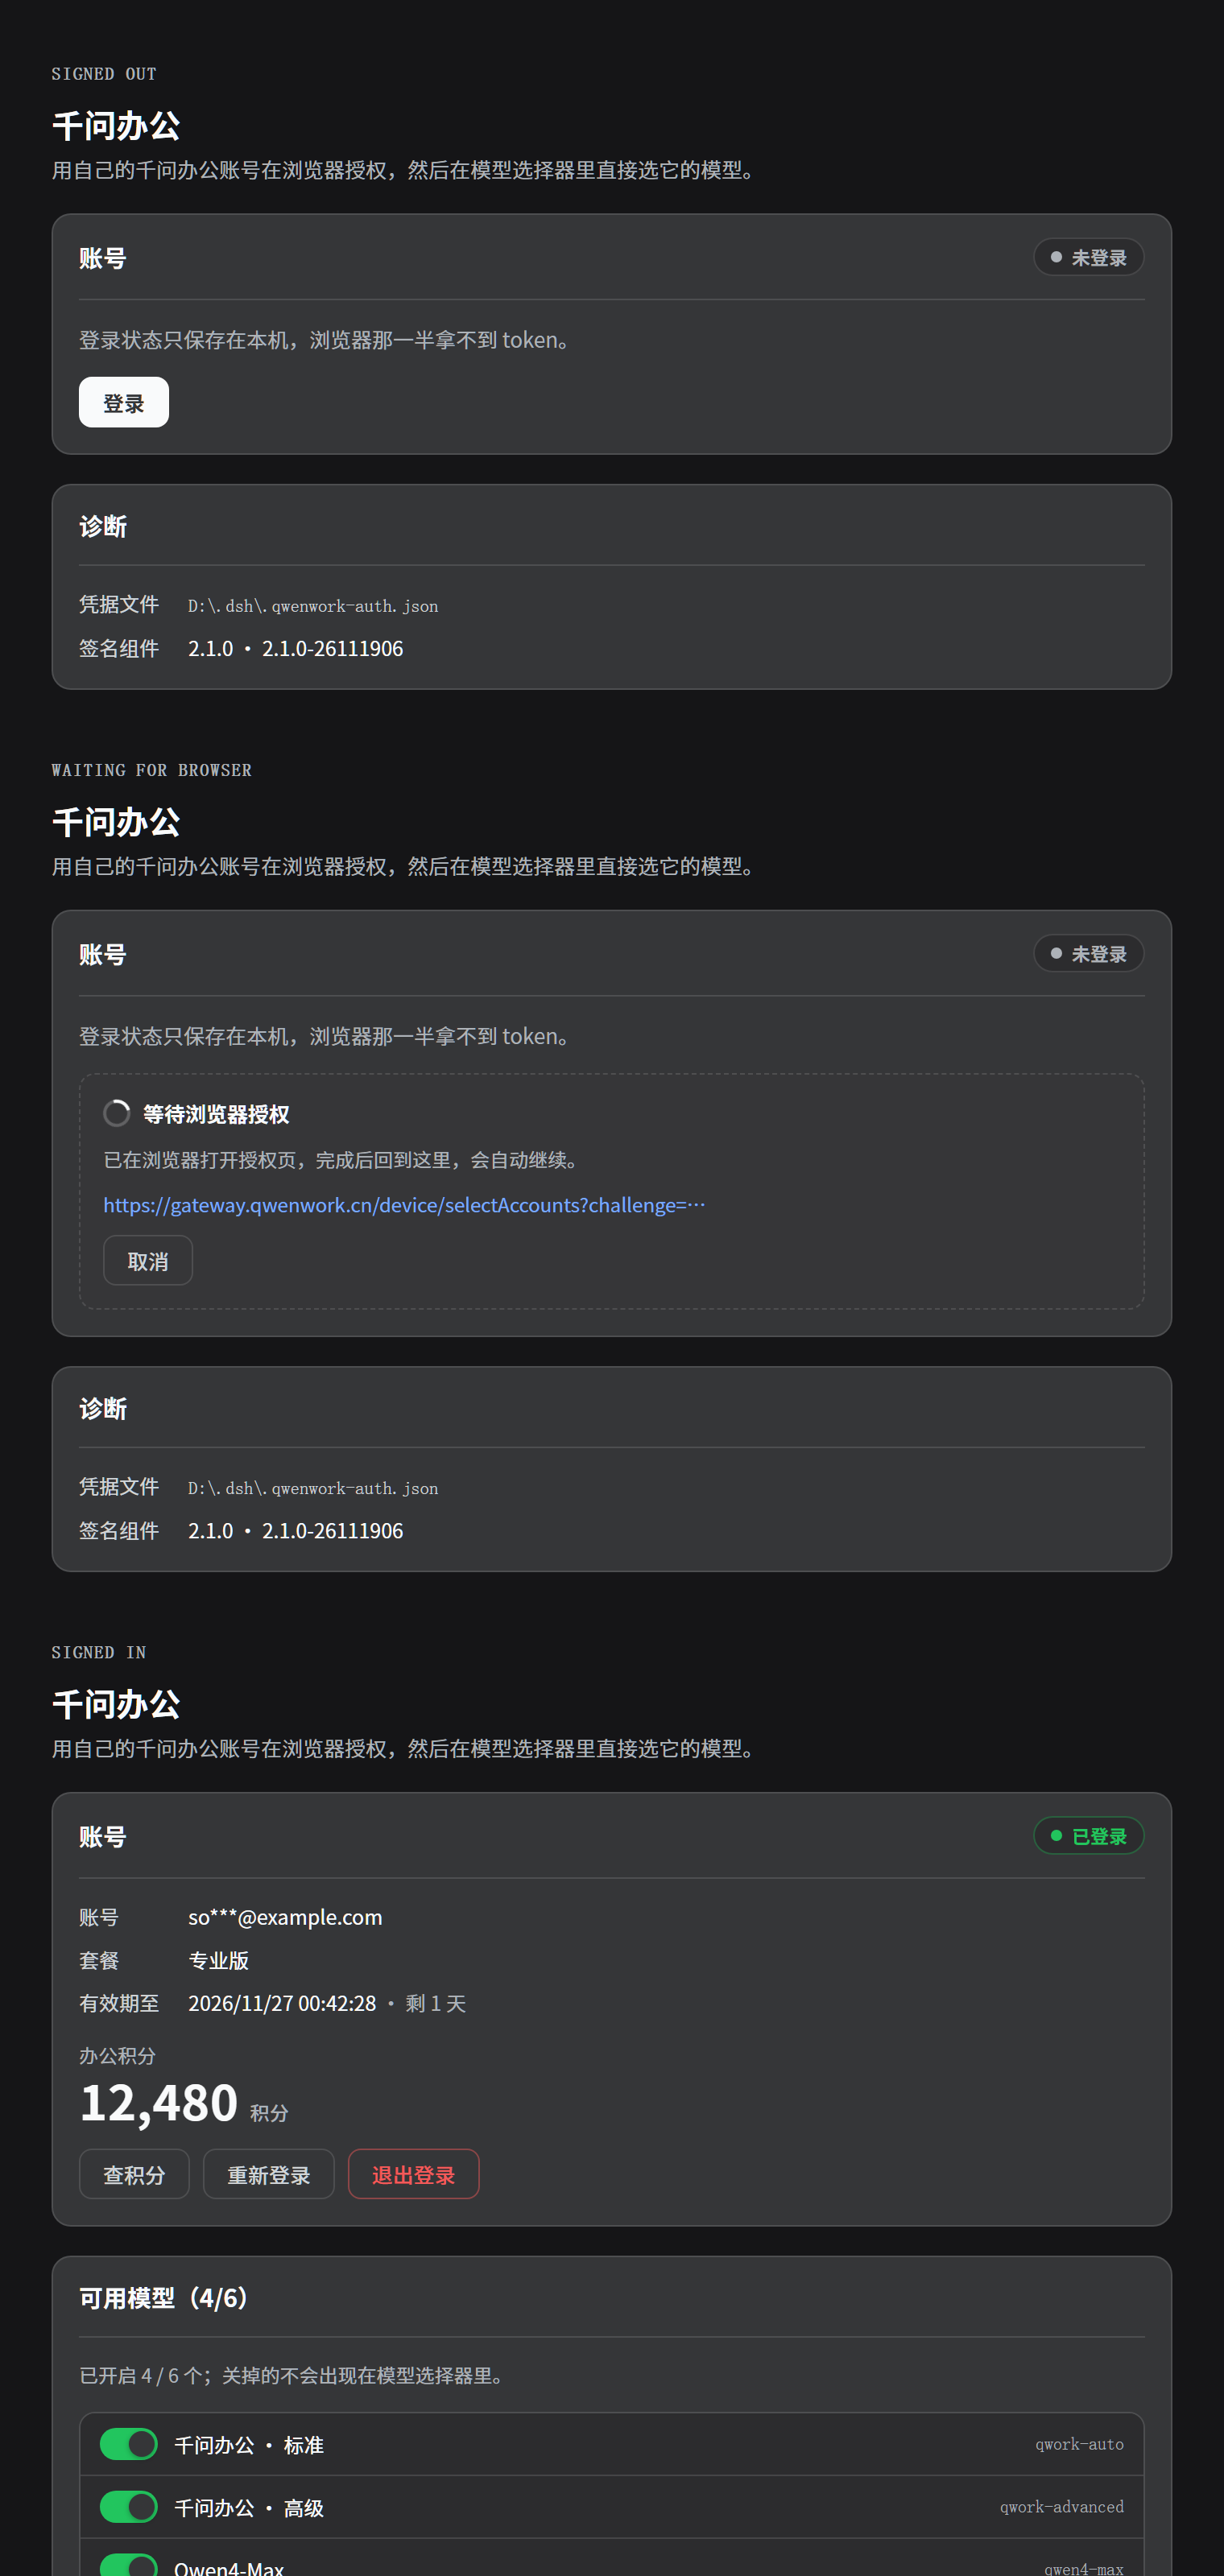 SIGNED OUT
千问办公
用自己的千问办公账号在浏览器授权，然后在模型选择器里直接选它的模型。
账号
未登录
登录状态只保存在本机，浏览器那一半拿不到 token。
登录
诊断
凭据文件 D:\.dsh\.qwenwork-auth.json
签名组件 2.1.0 · 2.1.0-26111906
WAITING FOR BROWSER
千问办公
用自己的千问办公账号在浏览器授权，然后在模型选择器里直接选它的模型。
账号
未登录
登录状态只保存在本机，浏览器那一半拿不到 token。
等待浏览器授权
已在浏览器打开授权页，完成后回到这里，会自动继续。
https://gateway.qwenwork.cn/device/selectAccounts?challenge=…
取消
诊断
凭据文件 D:\.dsh\.qwenwork-auth.json
签名组件 2.1.0 · 2.1.0-26111906
SIGNED IN
千问办公
用自己的千问办公账号在浏览器授权，然后在模型选择器里直接选它的模型。
账号
已登录
账号 so***@example.com
套餐 专业版
有效期至 2026/11/27 00:42:28 · 剩 1 天
办公积分
12,480 积分
查积分 重新登录 退出登录
可用模型（4/6）
已开启 4 / 6 个；关掉的不会出现在模型选择器里。
千问办公 · 标准 qwork-auto
千问办公 · 高级 qwork-advanced
Qwen4-Max qwen4-max